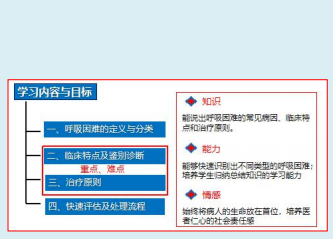 学习内容与目标
一、呼吸困难的定义与分类
二、临床特点及鉴别诊断
重点、难点
三、治疗原则
四、快速评估及处理流程
知识
能说出呼吸困难的常见病因、临床特
点和治疗原则。
能力
能够快速识别出不同类型的呼吸困难;
培养学生归纳总结知识的学习能力
情感
始终将病人的生命放在首位，培养医
者仁心的社会责任感